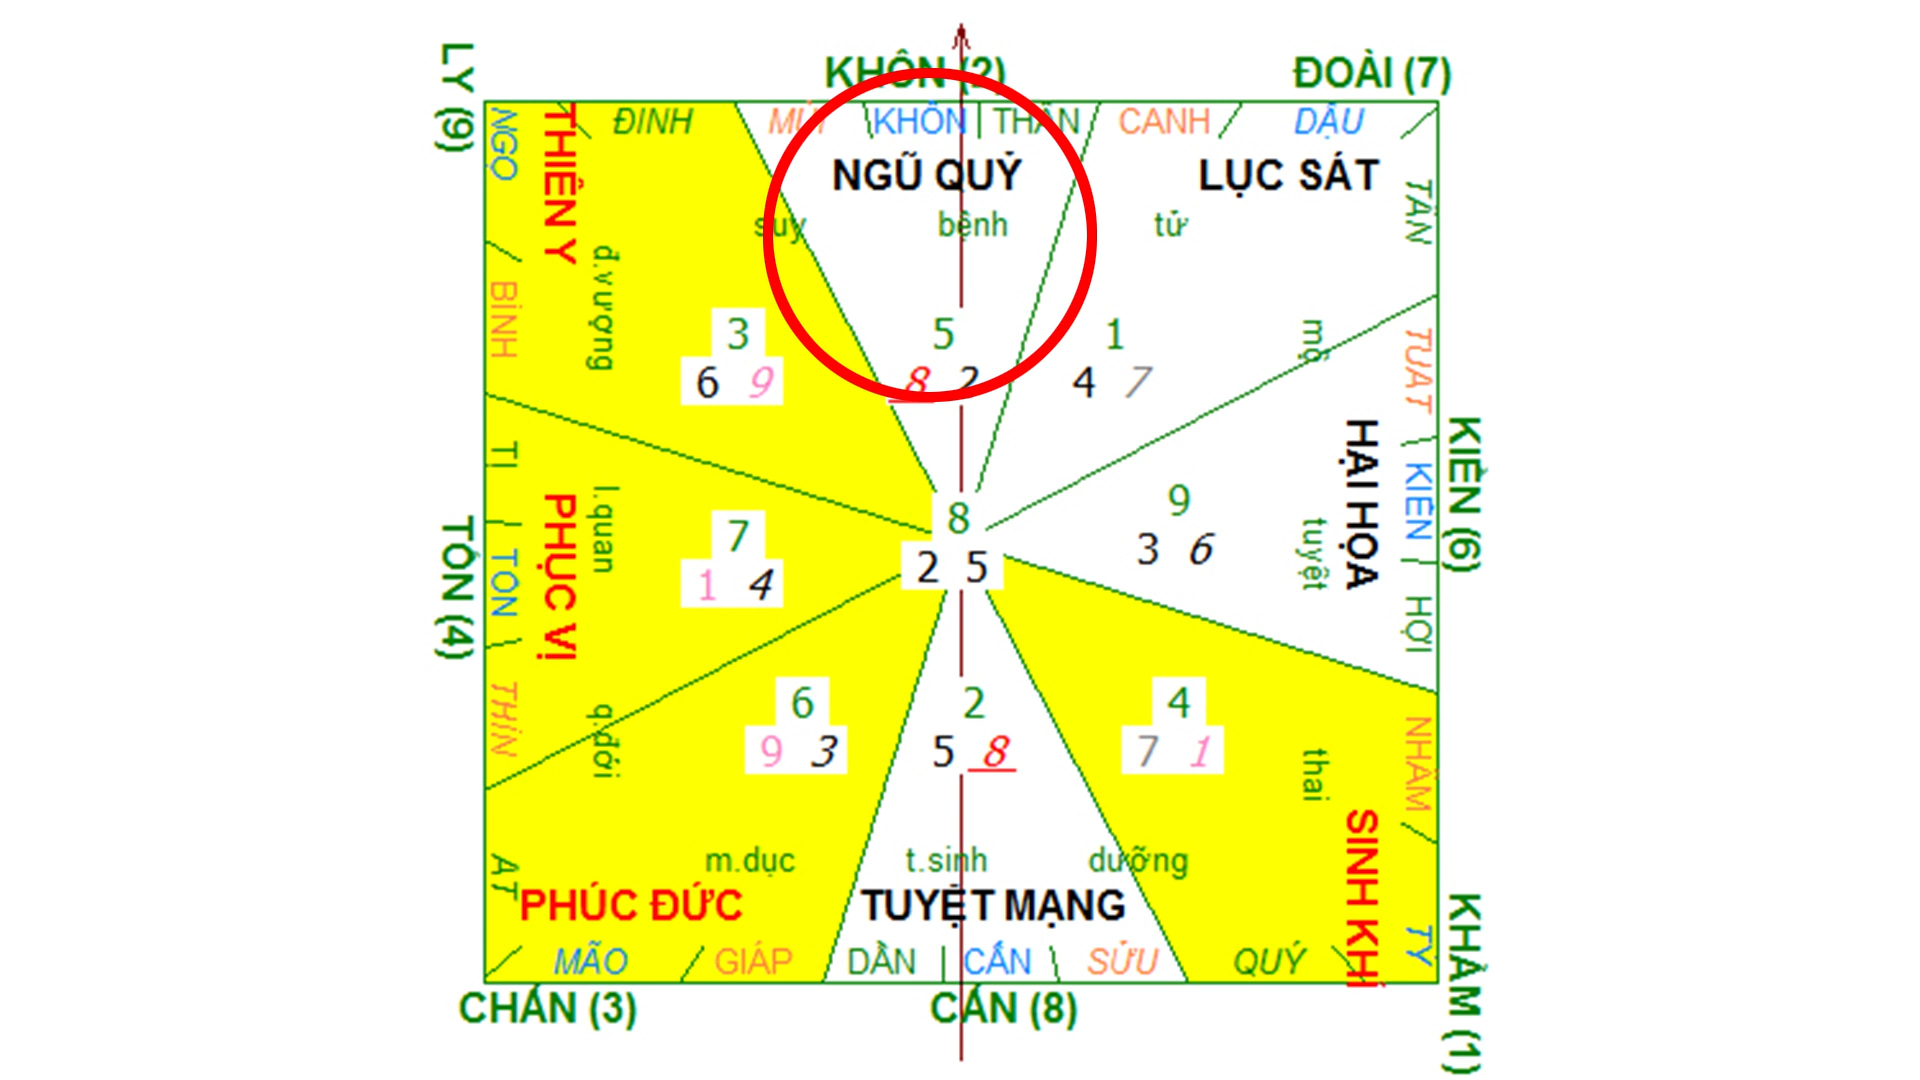 KHÔN (2)
ĐOÀI (7)
LY (9)
NGỌ
ĐINH
MÙI
KHÔN
THÂN
CANH
DẬU
THIÊN Y
NGŨ QUỶ
LỤC SÁT
TÂN
suy
bệnh
tử
BÍNH
đ.vượng
3
6 9
5
8 2
1
4 7
mộ
TUẤT
TỊ
l.quan
TỐN (4)
TỐN
PHỤC VỊ
7
1 4
8
2 5
9
3 6
tuyệt
HẠI HỌA
KIỀN
KIỀN (6)
HỢI
THÌN
q.đới
6
9 3
2
5 8
4
7 1
thai
NHÂM
ẤT
m.dục
t.sinh
dưỡng
PHÚC ĐỨC
TUYỆT MẠNG
SINH KHÍ
TÝ
MÃO
GIÁP
DẦN
CẤN
SỬU
QUÝ
CHẤN (3)
CẤN (8)
KHẢM (1)